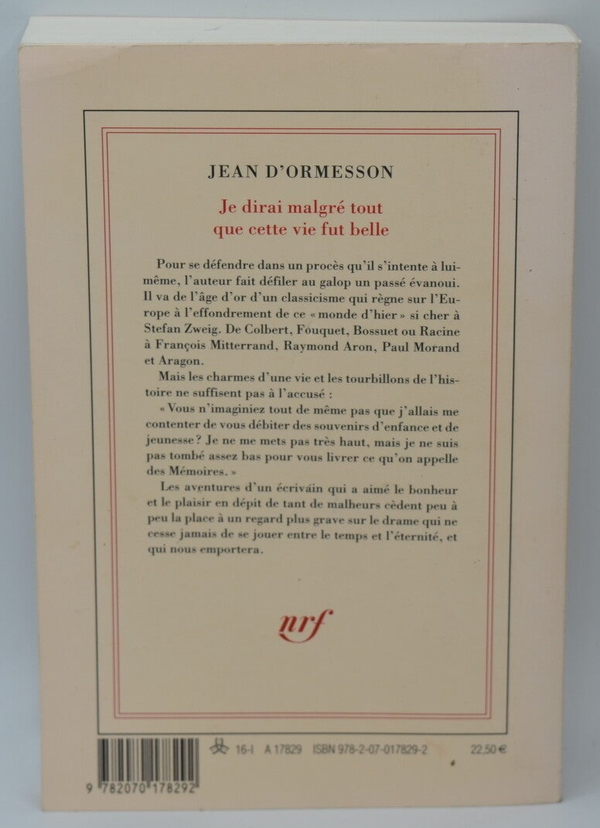 JEAN D'ORMESSON
Je dirai malgré tout
que cette vie fut belle
Pour se défendre dans un procès qu'il s'intente à lui-
même, l'auteur fait défiler au galop un passé évanoui.
Il va de l'âge d'or d'un classicisme qui règne sur l'Eu-
rope à l'effondrement de ce « monde d'hier » si cher à
Stefan Zweig. De Colbert, Fouquet, Bossuet ou Racine
à François Mitterrand, Raymond Aron, Paul Morand
et Aragon.
Mais les charmes d'une vie et les tourbillons de l'his-
toire ne suffisent pas à l'accusé :
« Vous n'imaginiez tout de même pas que j'allais me
contenter de vous débiter des souvenirs d'enfance et de
jeunesse ? Je ne me mets pas très haut, mais je ne suis
pas tombé assez bas pour vous livrer ce qu'on appelle
des Mémoires. »
Les aventures d'un écrivain qui a aimé le bonheur
et le plaisir en dépit de tant de malheurs cèdent peu à
peu la place à un regard plus grave sur le drame qui ne
cesse jamais de se jouer entre le temps et l'éternité, et
qui nous emportera.
nrf
16-I A 17829 ISBN 978-2-07-017829-2 22,50 €
9 782070 178292